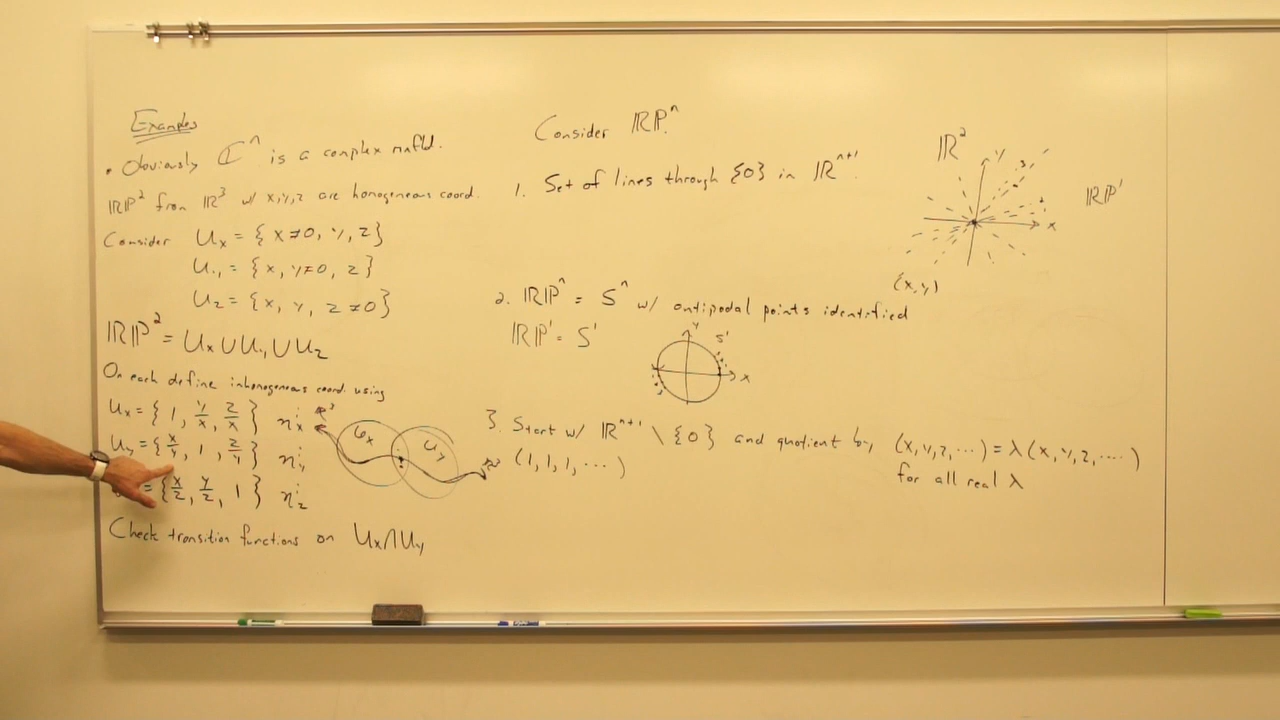 Examples
• Obviously ℂⁿ is a complex mnfld.
ℝℙ² from ℝ³ w/ x,y,z are homogeneous coord.
Consider Uₓ = {x≠0, y, z}
U_y = {x, y≠0, z}
U_z = {x, y, z≠0}
ℝℙ² = Uₓ∪U_y∪U_z
On each define inhomogeneous coord. using
Uₓ = {1, y/x, z/x} ηₓⁱ
U_y = {x/y, 1, z/y} η_yⁱ
= {x/z, y/z, 1} η_zⁱ
Uₓ
U_y
Check transition functions on Uₓ∩U_y
Consider ℝℙⁿ.
1. Set of lines through {0} in ℝⁿ⁺¹.
2. ℝℙⁿ = Sⁿ w/ antipodal points identified
ℝℙ¹ = S¹
y
S¹
x
3. Start w/ ℝⁿ⁺¹ \ {0} and quotient by (x,y,z,...) = λ(x,y,z,....)
(1,1,1,...)
for all real λ
ℝ²
y
x
ℝℙ¹
(x,y)